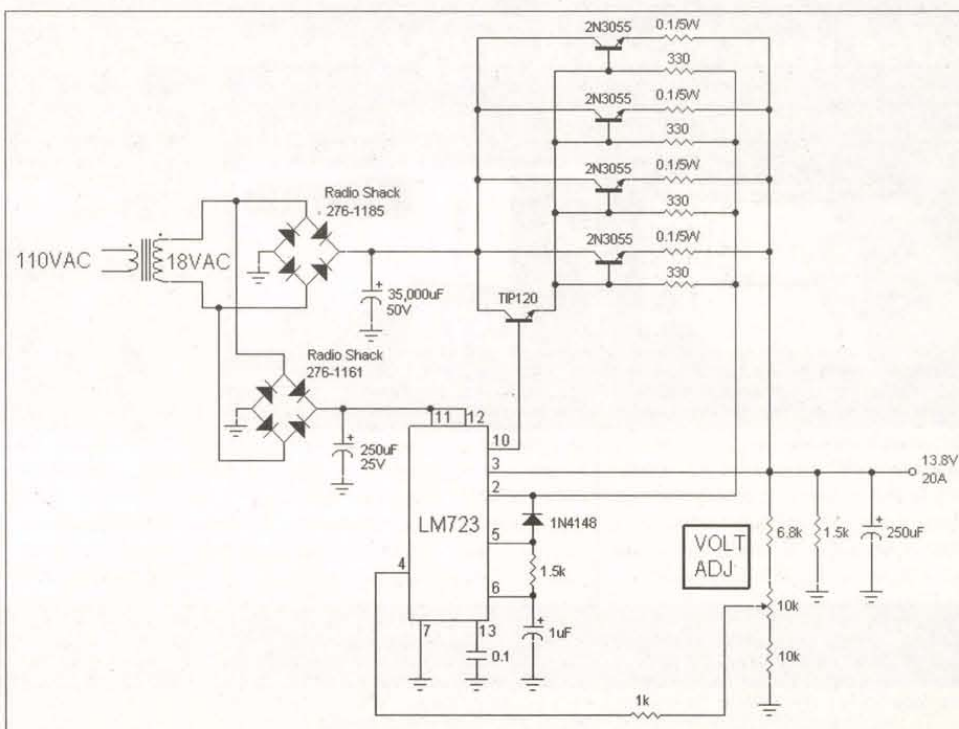 2N3055
0.1/5W
330
2N3055
0.1/5W
330
2N3055
0.1/5W
330
2N3055
0.1/5W
330
Radio Shack
276-1185
110VAC
18VAC
+
35,000uF
50V
TIP120
Radio Shack
276-1161
+
250uF
25V
11
12
10
3
2
5
6
4
7
13
LM723
1N4148
1.5k
+
1uF
0.1
13.8V
20A
VOLT
ADJ
6.8k
1.5k
+
250uF
10k
10k
1k